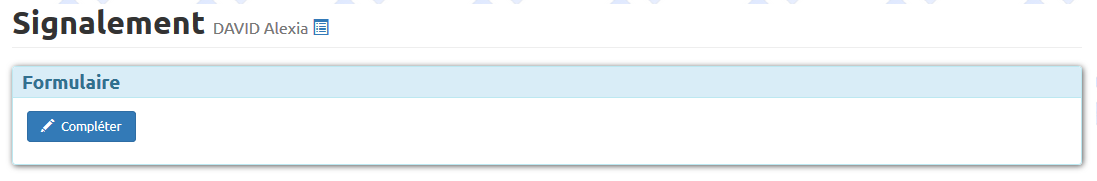 Signalement DAVID Alexia
Formulaire
Compléter